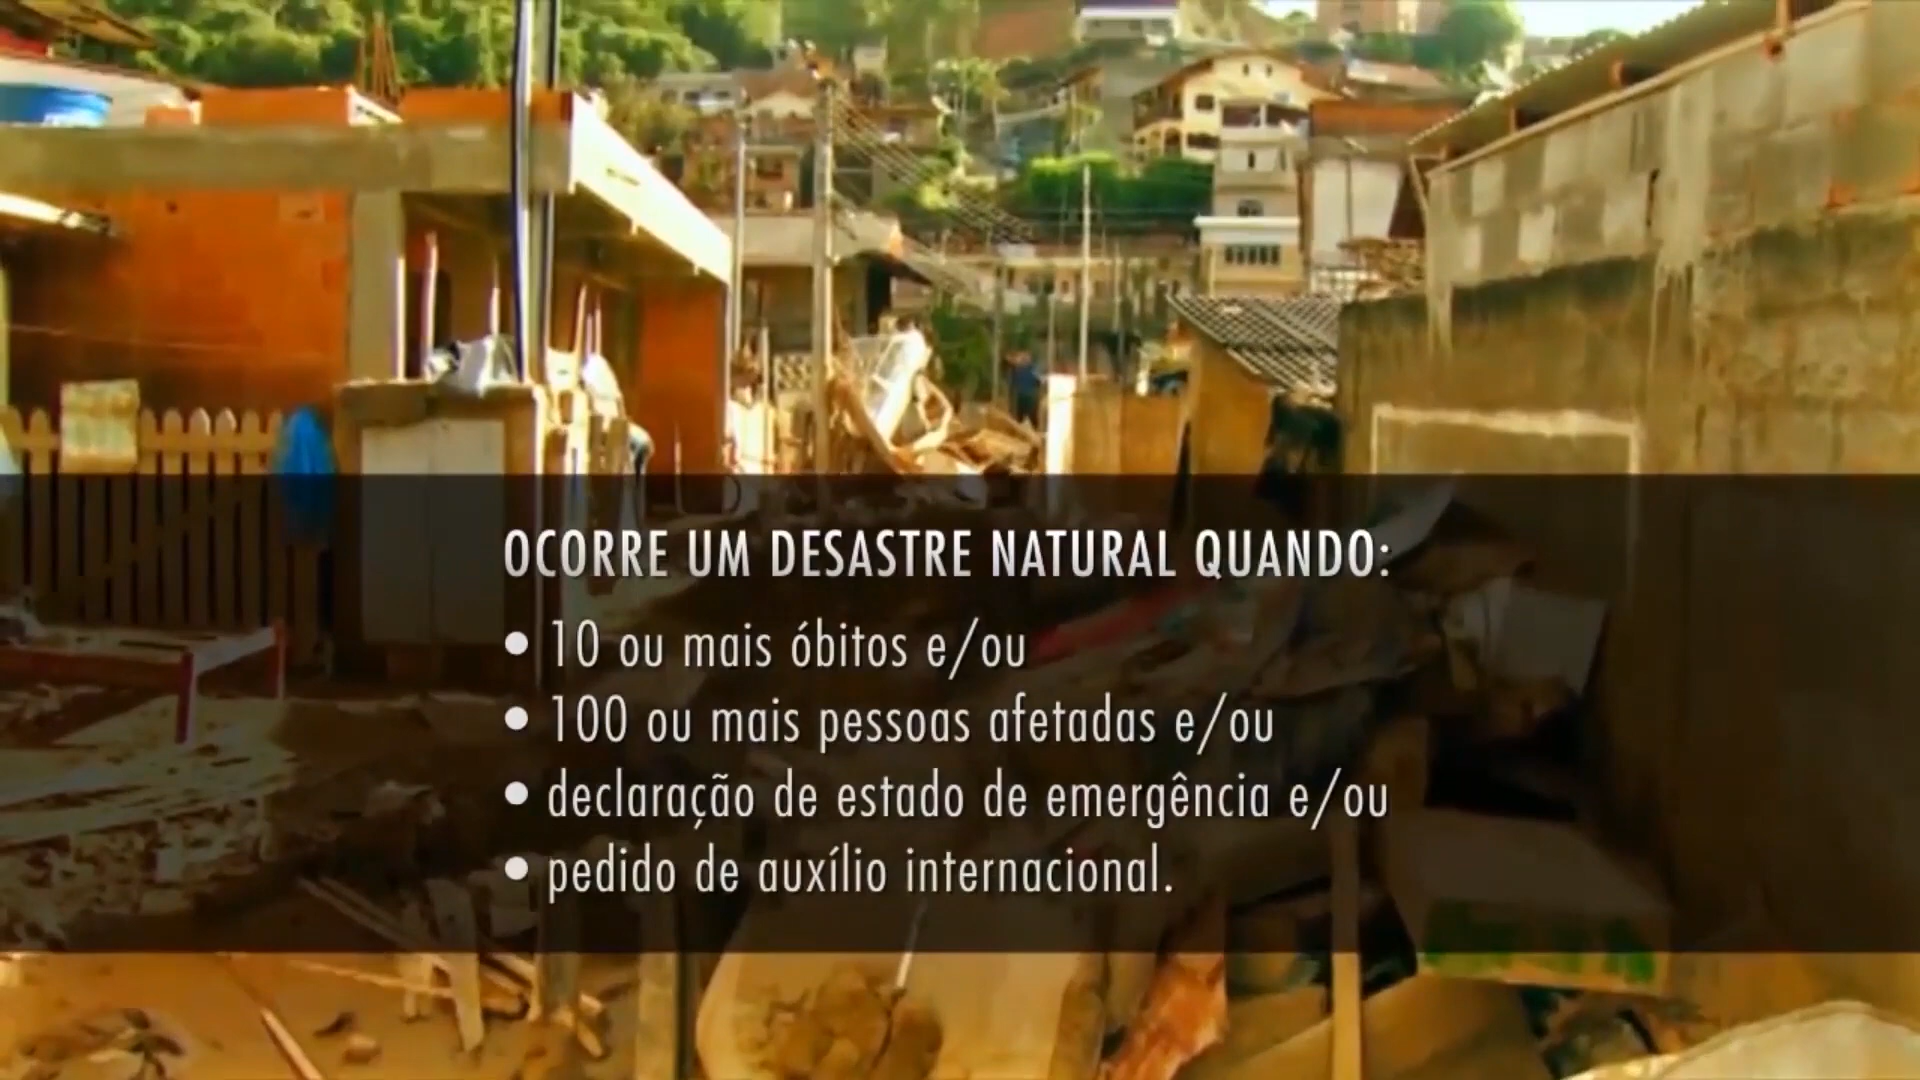 OCORRE UM DESASTRE NATURAL QUANDO:
• 10 ou mais óbitos e/ou
• 100 ou mais pessoas afetadas e/ou
• declaração de estado de emergência e/ou
• pedido de auxílio internacional.